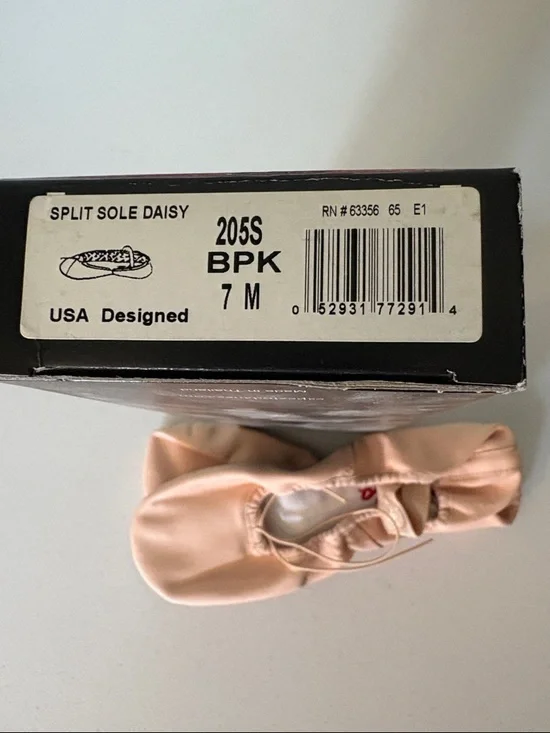 SPLIT SOLE DAISY
205S
BPK
7 M
RN # 63356 65 E1
0 52931 77291 4
USA Designed